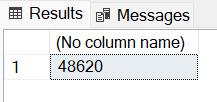 Results Messages
(No column name)
1 48620